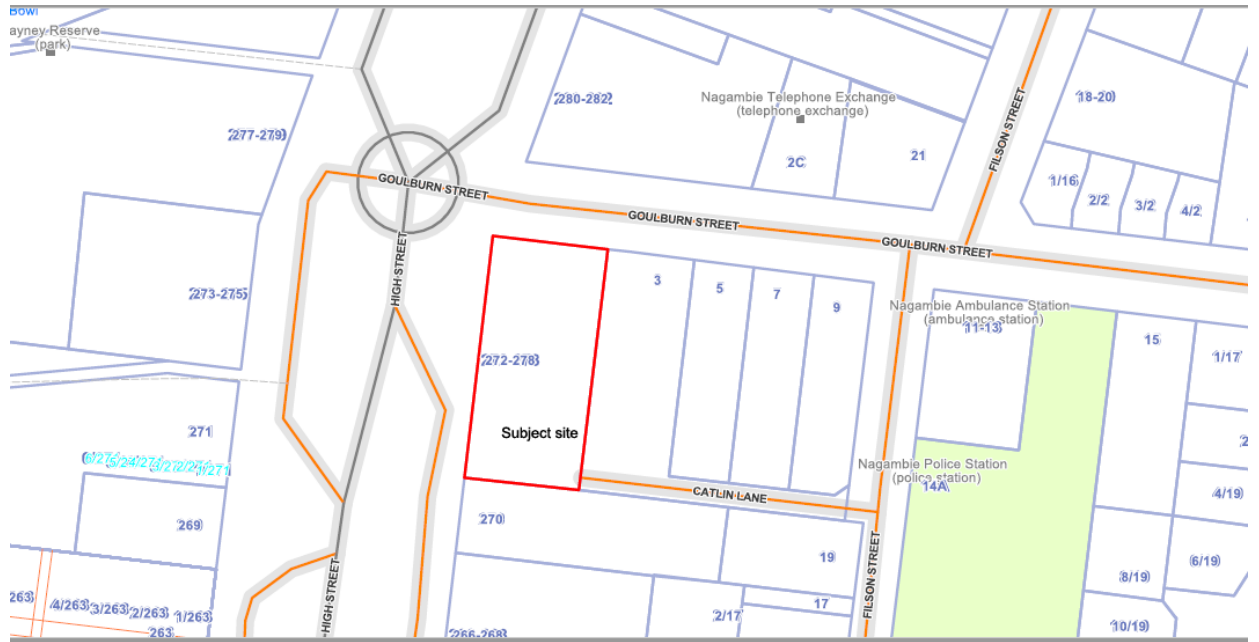 Bowl
ayney Reserve
(park)
280-282
Nagambie Telephone Exchange
(telephone exchange)
18-20
277-279
2C
21
FILSON STREET
1/16
2/2
3/2
4/2
GOULBURN STREET
GOULBURN STREET
GOULBURN STREET
HIGH STREET
273-275
3
5
7
9
Nagambie Ambulance Station
(ambulance station)
11-13
15
1/17
272-278
Subject site
271
1/271
Nagambie Police Station
(police station)
14A
CATLIN LANE
4/19
269
270
19
FILSON STREET
6/19
HIGH STREET
8/19
263
4/263
3/263
2/263
1/263
263
2/17
17
10/19
266-268